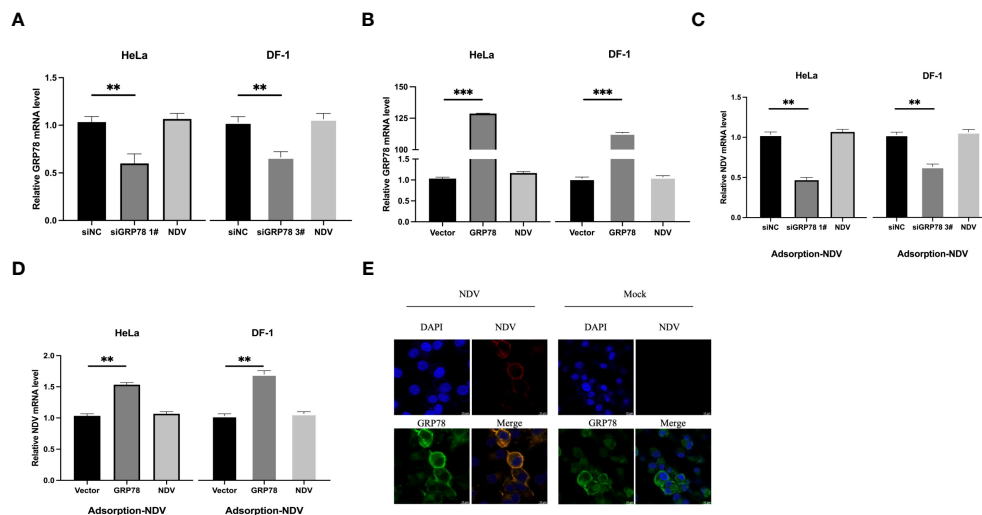 A
HeLa
DF-1
Relative GRP78 mRNA level
1.5
1.0
0.5
0.0
**
**
siNC
siGRP78 1#
NDV
siNC
siGRP78 3#
NDV
B
HeLa
DF-1
Relative GRP78 mRNA level
150
125
100
1.5
1.0
0.5
0.0
***
***
Vector
GRP78
NDV
Vector
GRP78
NDV
C
HeLa
DF-1
Relative NDV mRNA level
1.5
1.0
0.5
0.0
**
**
siNC
siGRP78 1#
NDV
siNC
siGRP78 3#
NDV
Adsorption-NDV
Adsorption-NDV
D
HeLa
DF-1
Relative NDV mRNA level
2.0
1.5
1.0
0.5
0.0
**
**
Vector
GRP78
NDV
Vector
GRP78
NDV
Adsorption-NDV
Adsorption-NDV
E
NDV
Mock
DAPI
NDV
DAPI
NDV
GRP78
Merge
GRP78
Merge